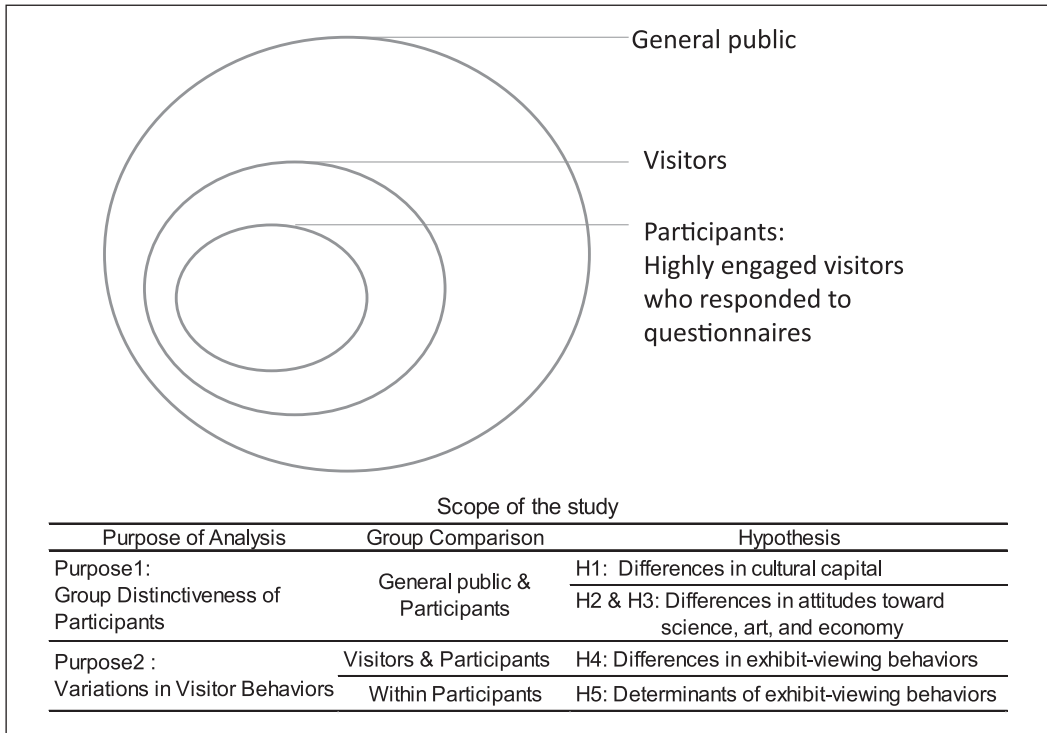 General public
Visitors
Participants:
Highly engaged visitors
who responded to
questionnaires
Scope of the study
Purpose of Analysis Group Comparison Hypothesis
Purpose1:
Group Distinctiveness of
Participants
General public &
Participants
H1: Differences in cultural capital
H2 & H3: Differences in attitudes toward
science, art, and economy
Purpose2 :
Variations in Visitor Behaviors
Visitors & Participants H4: Differences in exhibit-viewing behaviors
Within Participants H5: Determinants of exhibit-viewing behaviors